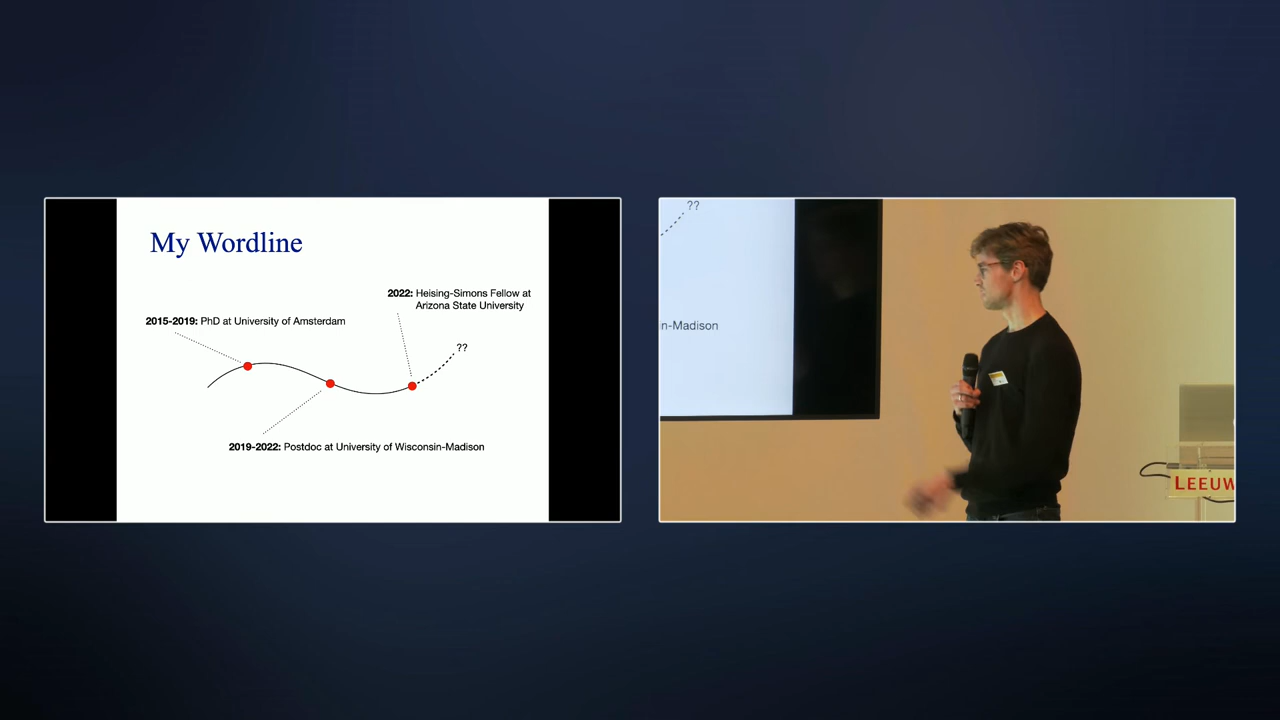 My Wordline
2022: Heising-Simons Fellow at
Arizona State University
2015-2019: PhD at University of Amsterdam
??
2019-2022: Postdoc at University of Wisconsin-Madison
??
n-Madison
LEEUW